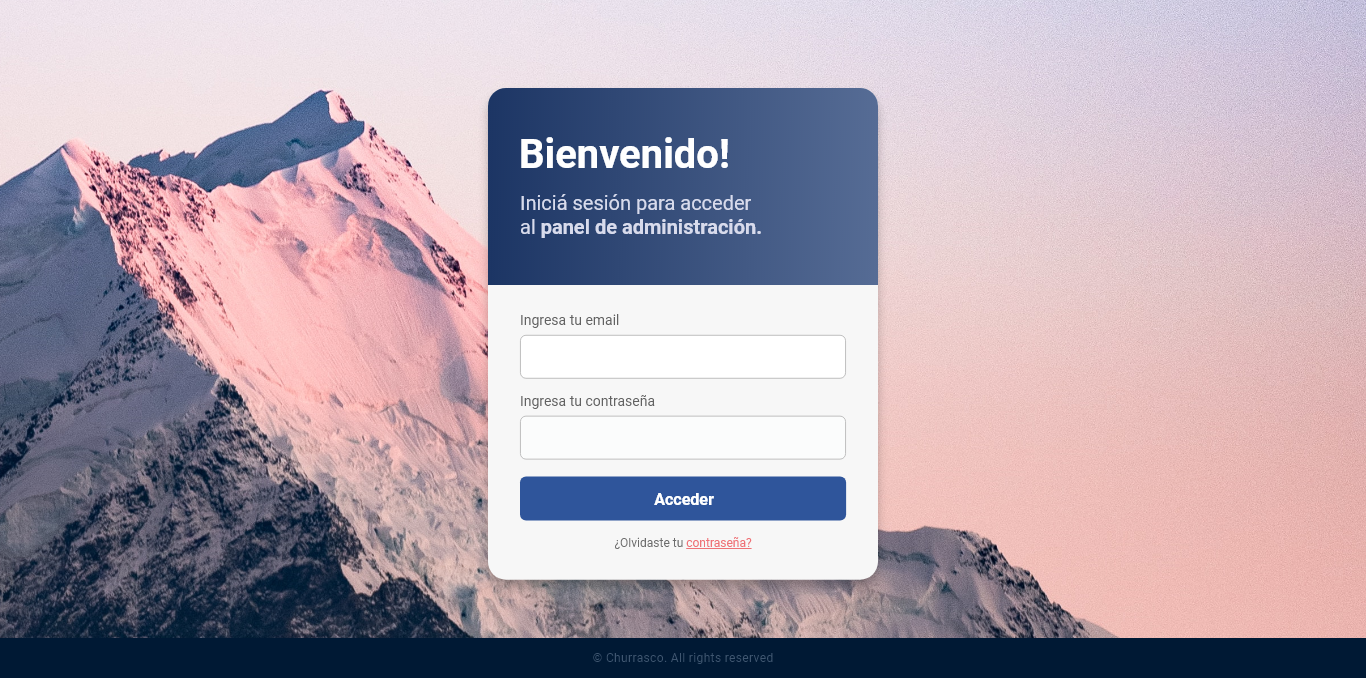 Bienvenido!
Iniciá sesión para acceder
al panel de administración.
Ingresa tu email
Ingresa tu contraseña
Acceder
¿Olvidaste tu contraseña?
© Churrasco. All rights reserved